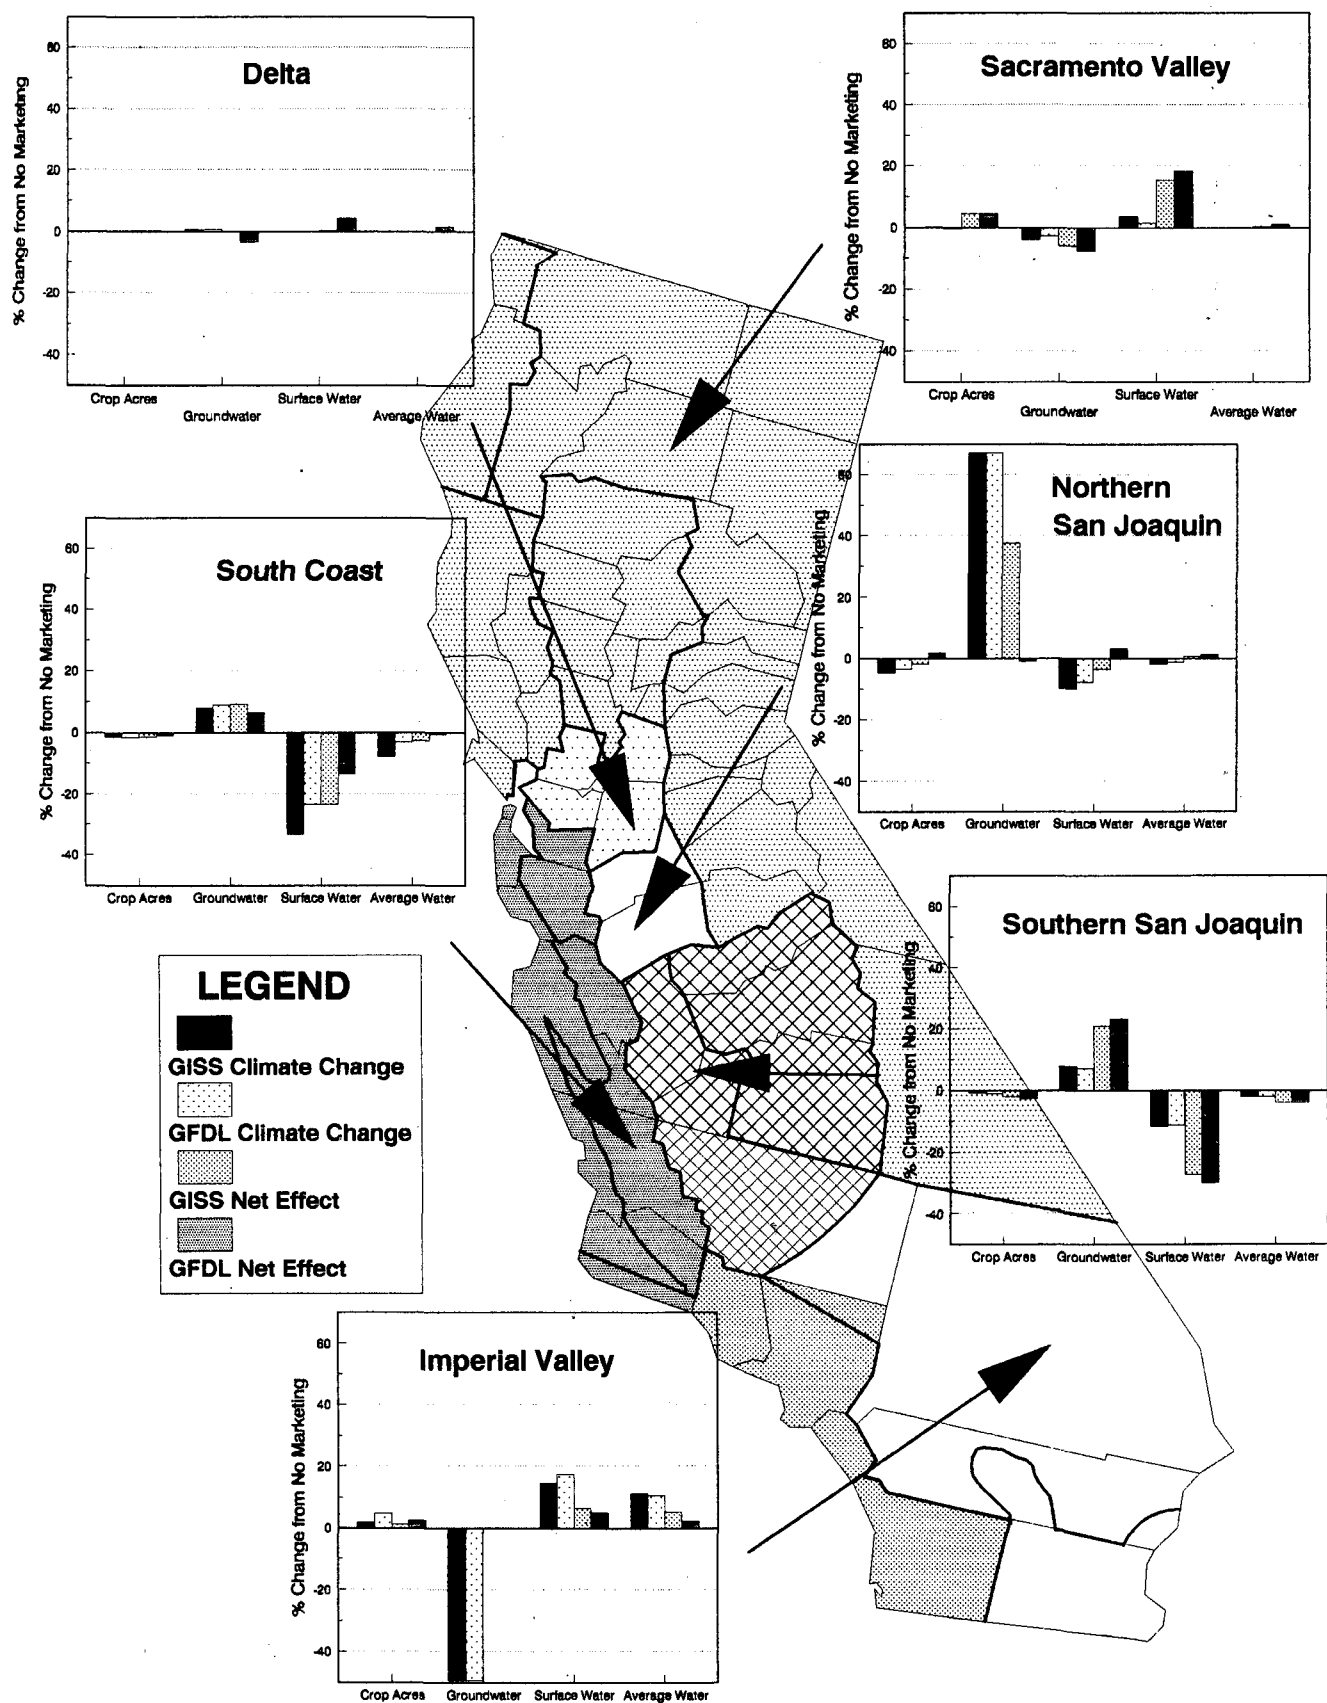 Delta
% Change from No Marketing
60
40
20
0
-20
-40
Crop Acres
Groundwater
Surface Water
Average Water
Sacramento Valley
% Change from No Marketing
60
40
20
0
-20
-40
Crop Acres
Groundwater
Surface Water
Average Water
Northern
San Joaquin
% Change from No Marketing
60
40
20
0
-20
-40
Crop Acres
Groundwater
Surface Water
Average Water
South Coast
% Change from No Marketing
60
40
20
0
-20
-40
Crop Acres
Groundwater
Surface Water
Average Water
Southern San Joaquin
% Change from No Marketing
60
40
20
0
-20
-40
Crop Acres
Groundwater
Surface Water
Average Water
LEGEND
GISS Climate Change
GFDL Climate Change
GISS Net Effect
GFDL Net Effect
Imperial Valley
% Change from No Marketing
60
40
20
0
-20
-40
Crop Acres
Groundwater
Surface Water
Average Water